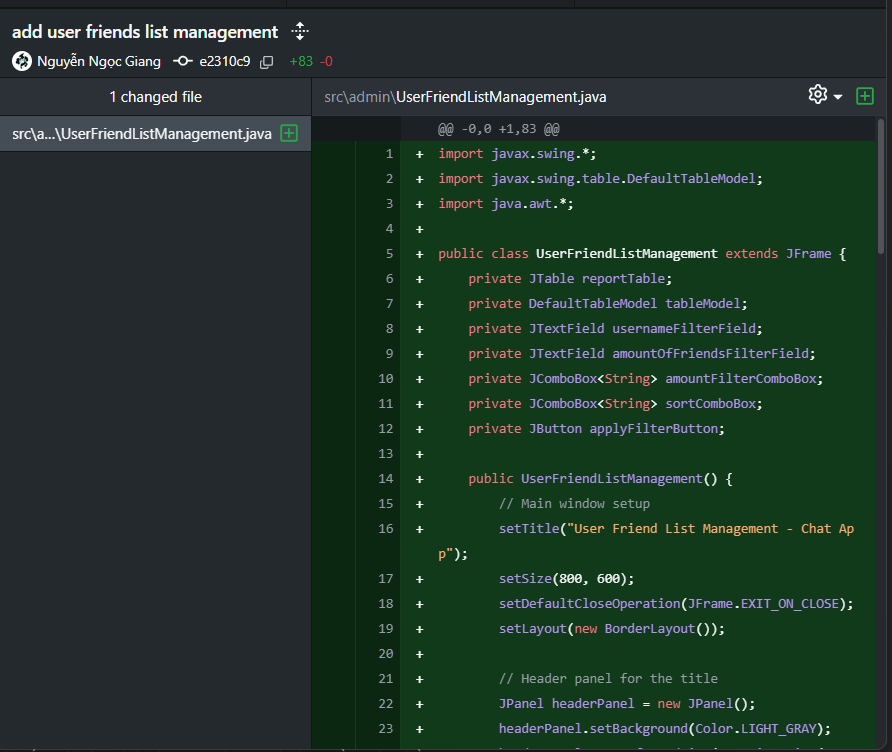 add user friends list management
Nguyễn Ngọc Giang e2310c9 +83 -0
1 changed file
src\a...\UserFriendListManagement.java
src\admin\UserFriendListManagement.java
@@ -0,0 +1,83 @@
1 + import javax.swing.*;
2 + import javax.swing.table.DefaultTableModel;
3 + import java.awt.*;
4 +
5 + public class UserFriendListManagement extends JFrame {
6 +     private JTable reportTable;
7 +     private DefaultTableModel tableModel;
8 +     private JTextField usernameFilterField;
9 +     private JTextField amountOfFriendsFilterField;
10 +     private JComboBox<String> amountFilterComboBox;
11 +     private JComboBox<String> sortComboBox;
12 +     private JButton applyFilterButton;
13 +
14 +     public UserFriendListManagement() {
15 +         // Main window setup
16 +         setTitle("User Friend List Management - Chat Ap
p");
17 +         setSize(800, 600);
18 +         setDefaultCloseOperation(JFrame.EXIT_ON_CLOSE);
19 +         setLayout(new BorderLayout());
20 +
21 +         // Header panel for the title
22 +         JPanel headerPanel = new JPanel();
23 +         headerPanel.setBackground(Color.LIGHT_GRAY);